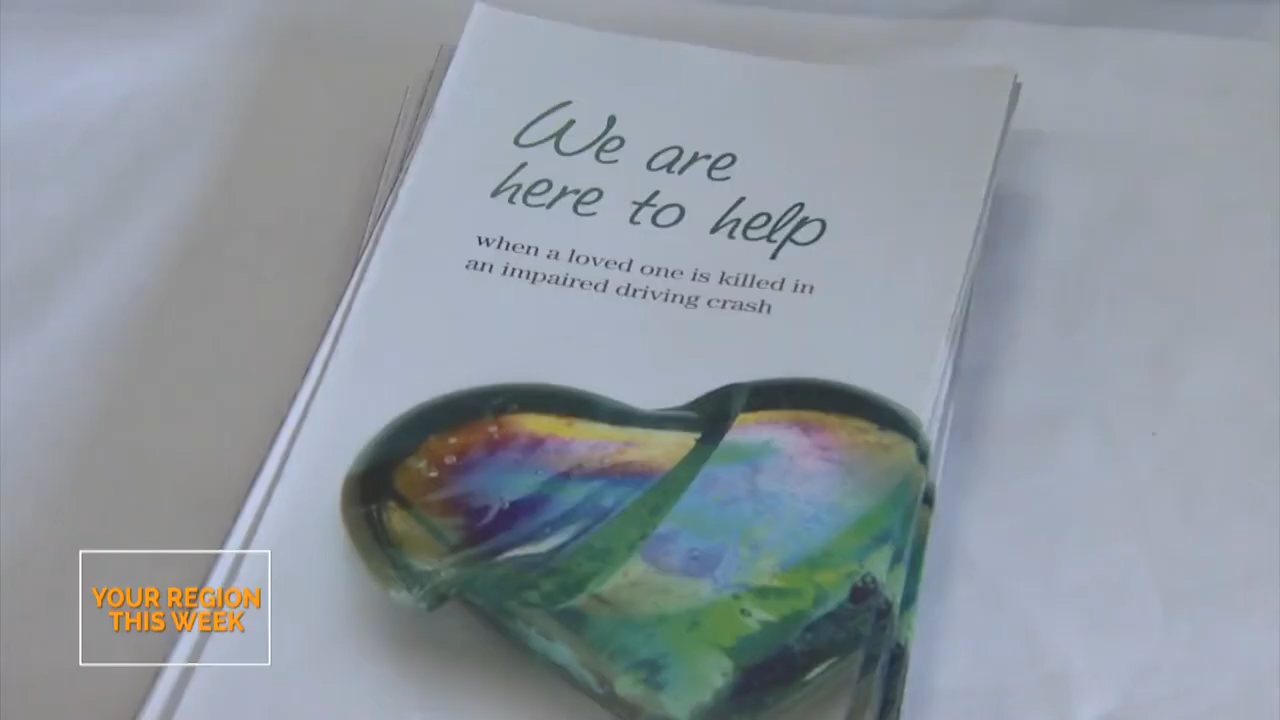 We are
here to help
when a loved one is killed in
an impaired driving crash
YOUR REGION
THIS WEEK